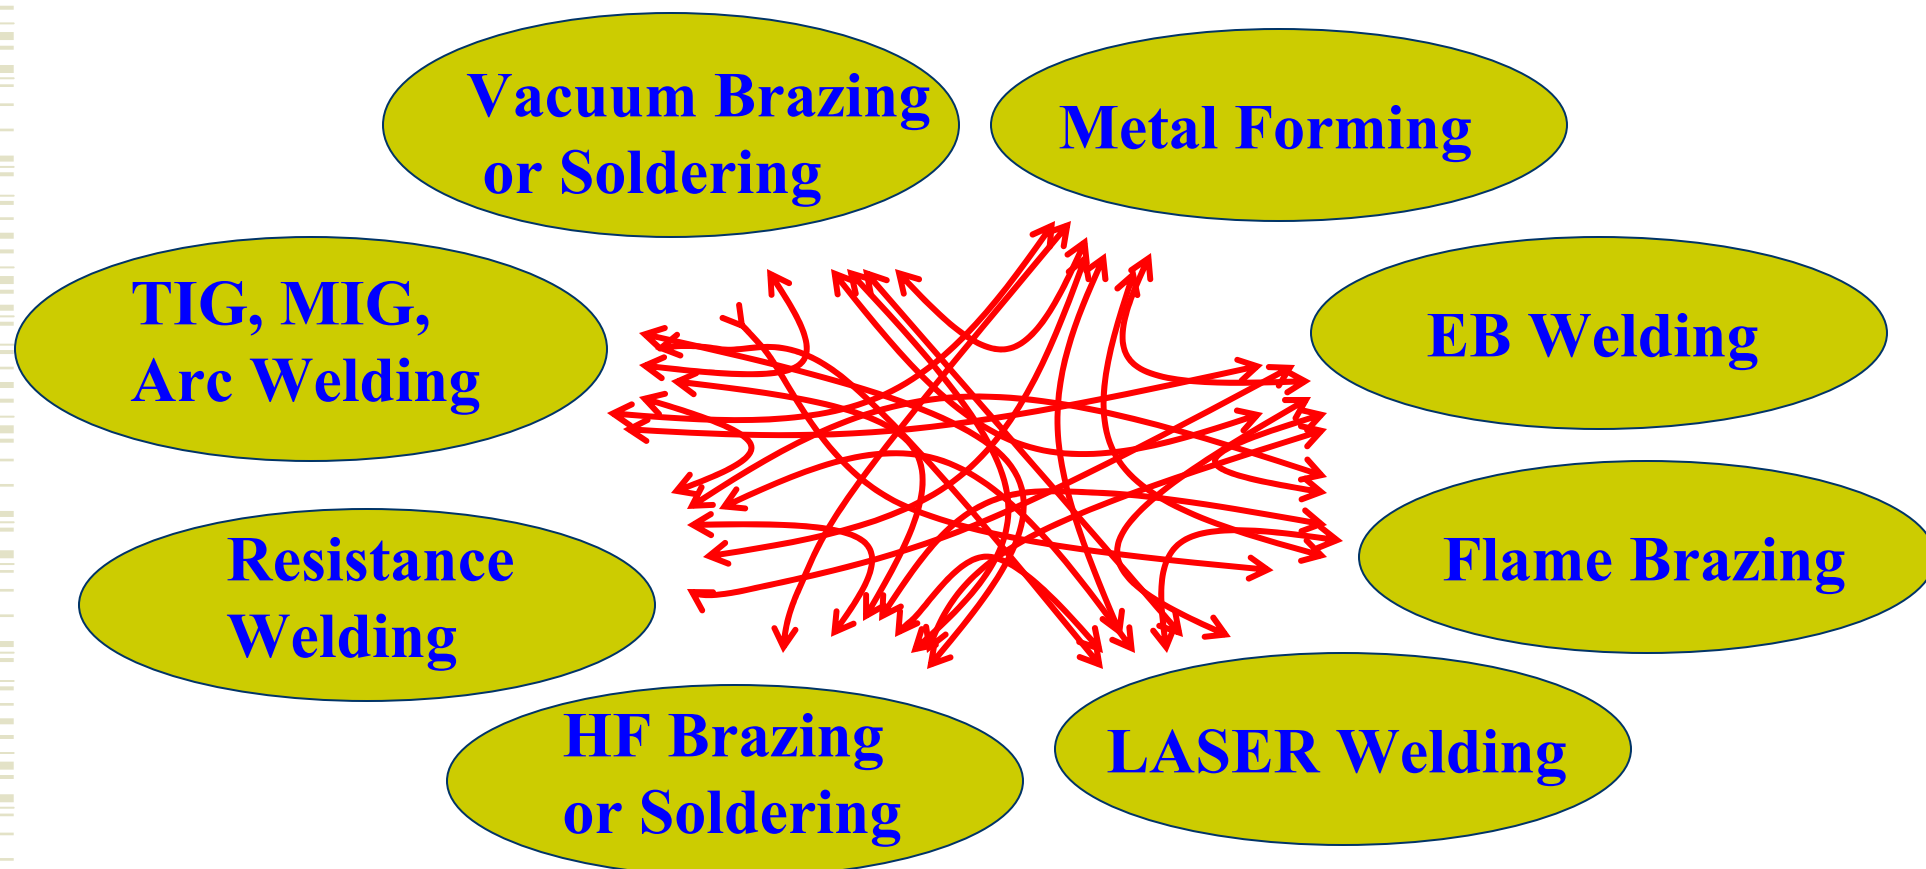 Vacuum Brazing
or Soldering
Metal Forming
TIG, MIG,
Arc Welding
EB Welding
Resistance
Welding
Flame Brazing
HF Brazing
or Soldering
LASER Welding